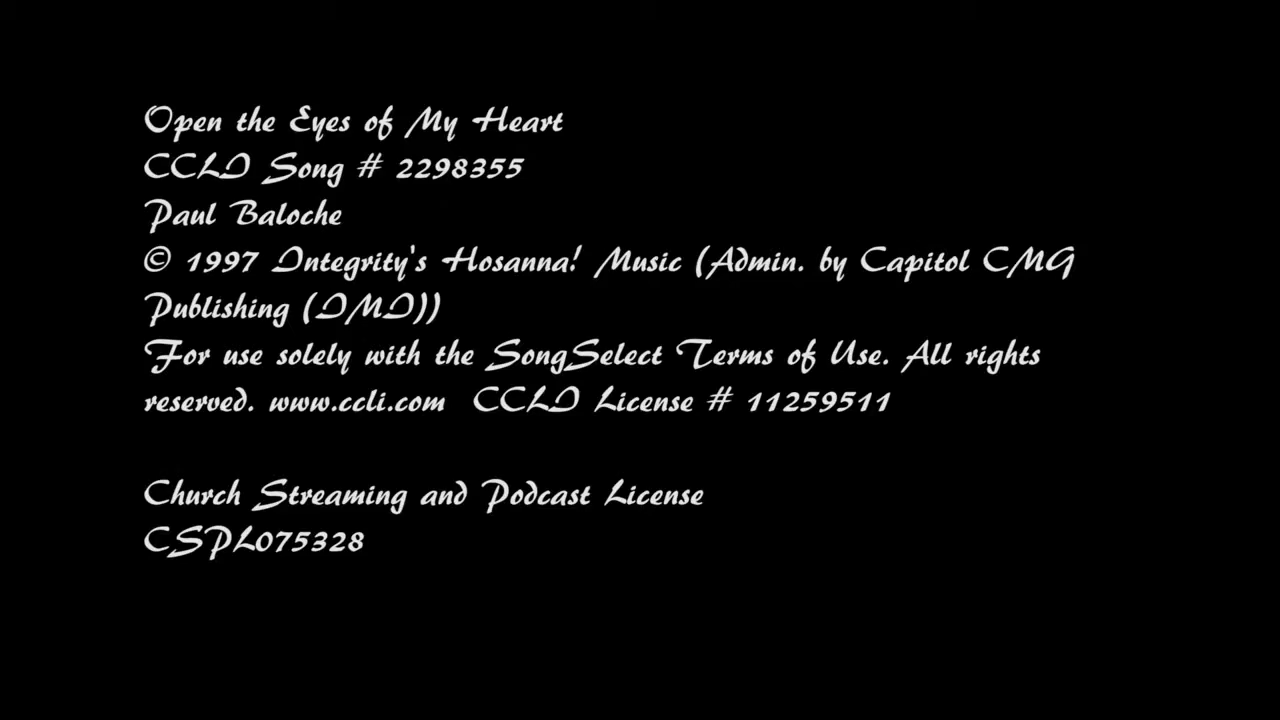 Open the Eyes of My Heart
CCLI Song # 2298355
Paul Baloche
© 1997 Integrity's Hosanna! Music (Admin. by Capitol CMG
Publishing (IMI))
For use solely with the SongSelect Terms of Use. All rights
reserved. www.ccli.com CCLI License # 11259511
Church Streaming and Podcast License
CSPL075328